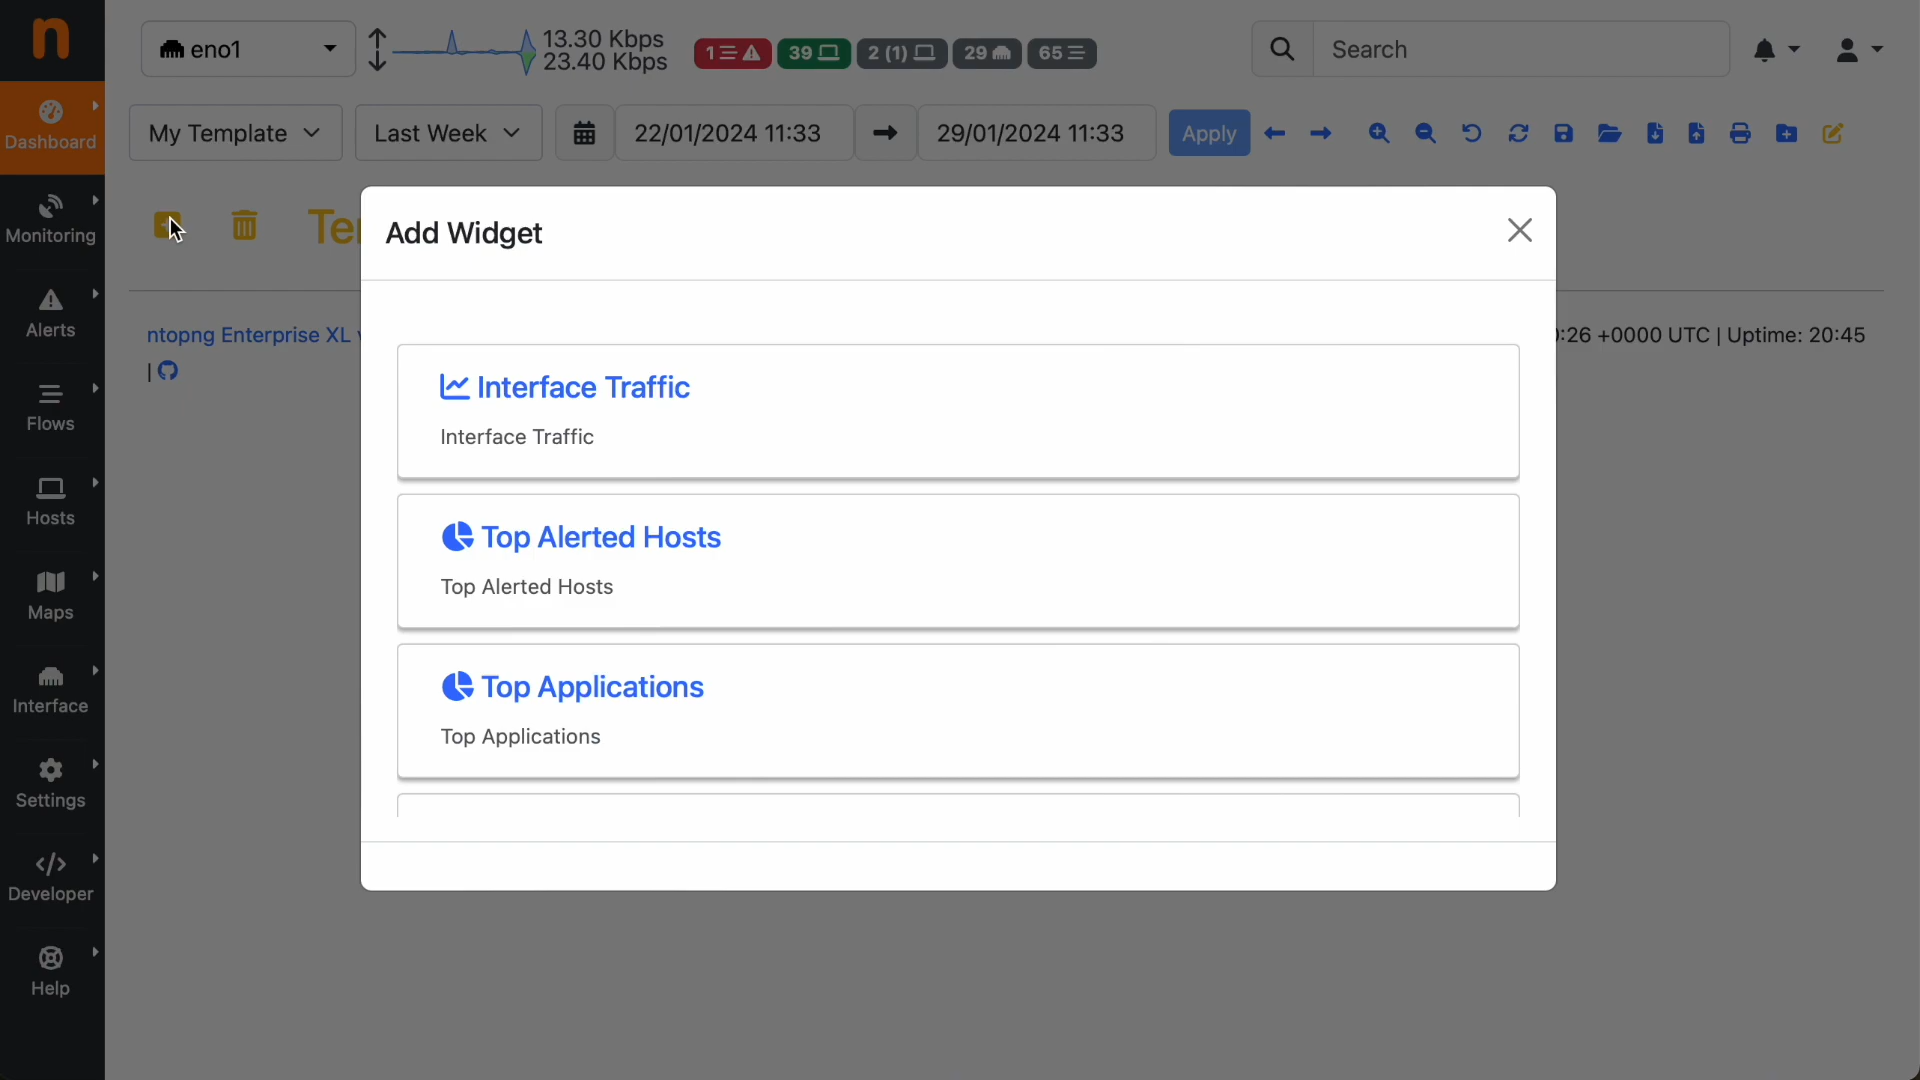 n
eno1
13.30 Kbps
23.40 Kbps
1
39
2 (1)
29
65
Search
Dashboard
My Template
Last Week
22/01/2024 11:33
29/01/2024 11:33
Apply
Monitoring
Add Widget
ntopng Enterprise XL
:26 +0000 UTC | Uptime: 20:45
|
Alerts
Interface Traffic
Interface Traffic
Flows
Top Alerted Hosts
Top Alerted Hosts
Hosts
Maps
Top Applications
Top Applications
Interface
Settings
Developer
Help